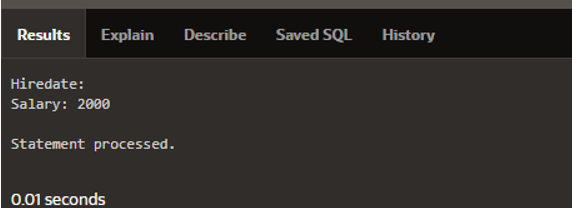 Results Explain Describe Saved SQL History
Hiredate:
Salary: 2000
Statement processed.
0.01 seconds